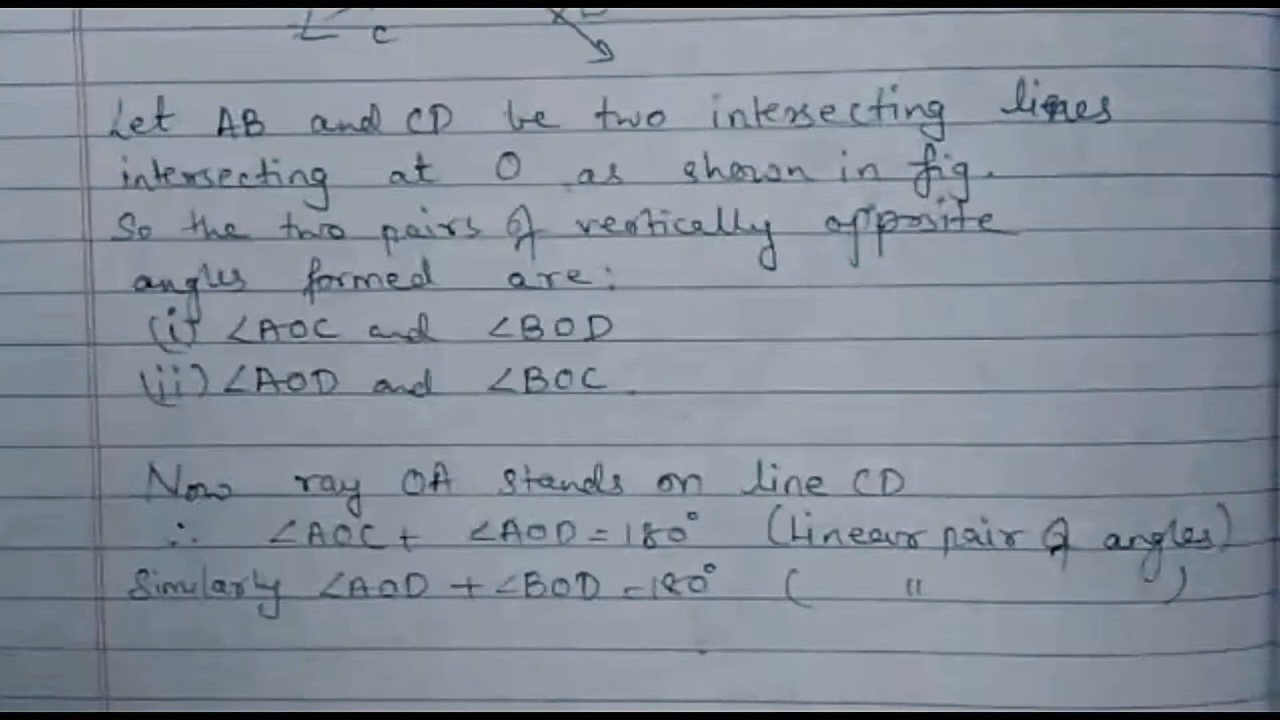 c
Let AB and CD be two intersecting lines
intersecting at O as shown in fig.
So the two pairs of vertically opposite
angles formed are:
(i) ∠AOC and ∠BOD
(ii) ∠AOD and ∠BOC
Now ray OA stands on line CD
∴ ∠AOC + ∠AOD = 180° (Linear pair of angles)
Similarly ∠AOD + ∠BOD = 180° ( " )